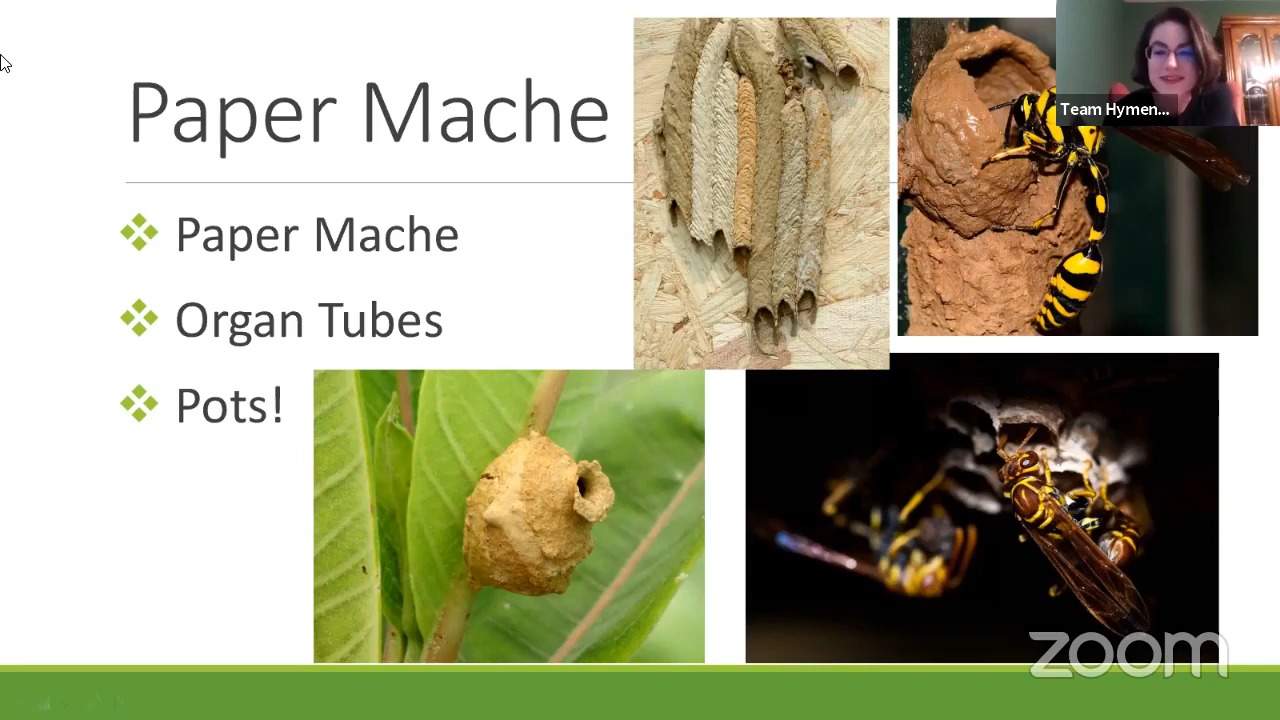 Paper Mache
Team Hymen...
Paper Mache
Organ Tubes
Pots!
zoom